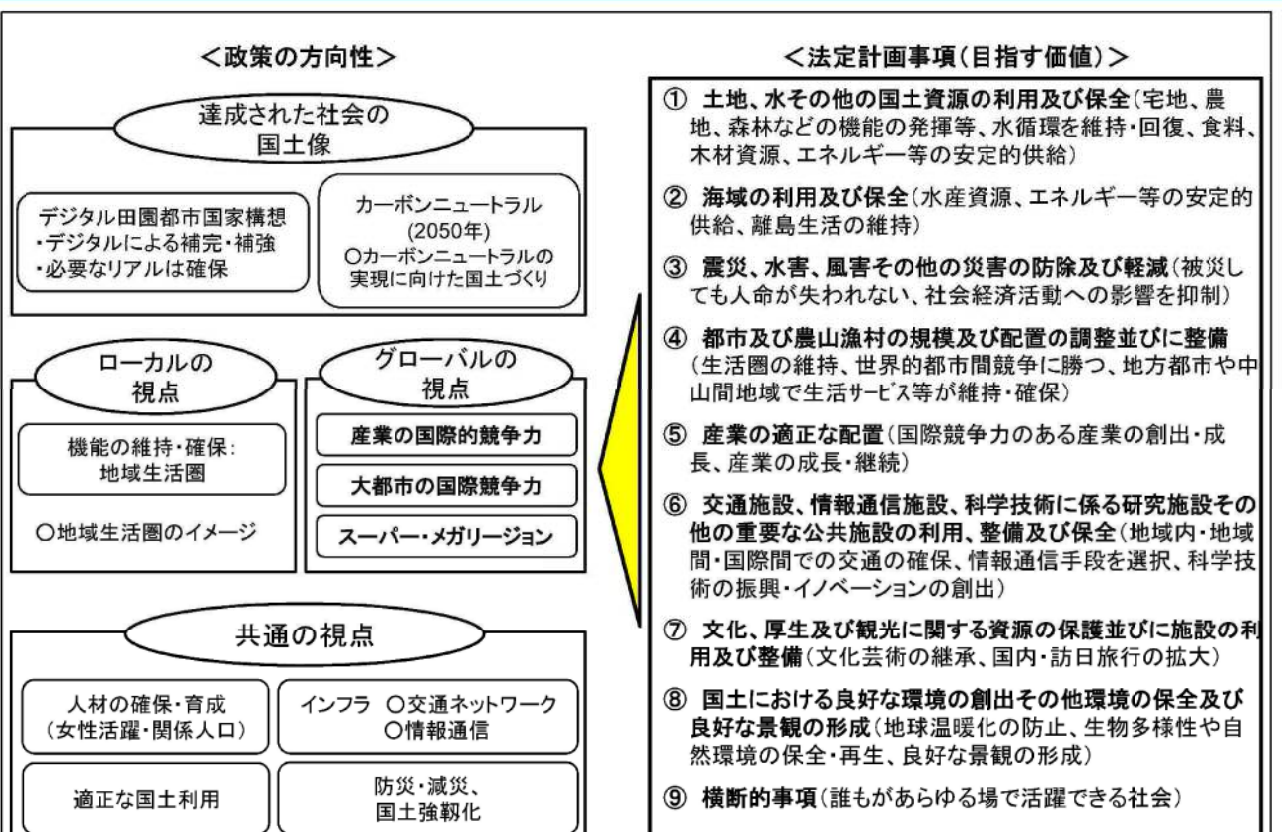 ＜政策の方向性＞
達成された社会の
国土像
デジタル田園都市国家構想
・デジタルによる補完・補強
・必要なリアルは確保
カーボンニュートラル
(2050年)
○カーボンニュートラルの
実現に向けた国土づくり
ローカルの
視点
機能の維持・確保：
地域生活圏
○地域生活圏のイメージ
グローバルの
視点
産業の国際的競争力
大都市の国際競争力
スーパー・メガリージョン
共通の視点
人材の確保・育成
(女性活躍・関係人口)
インフラ ○交通ネットワーク
○情報通信
適正な国土利用
防災・減災、
国土強靱化
＜法定計画事項(目指す価値)＞
① 土地、水その他の国土資源の利用及び保全(宅地、農
地、森林などの機能の発揮等、水循環を維持・回復、食料、
木材資源、エネルギー等の安定的供給)
② 海域の利用及び保全(水産資源、エネルギー等の安定的
供給、離島生活の維持)
③ 震災、水害、風害その他の災害の防除及び軽減(被災し
ても人命が失われない、社会経済活動への影響を抑制)
④ 都市及び農山漁村の規模及び配置の調整並びに整備
(生活圏の維持、世界的都市間競争に勝つ、地方都市や中
山間地域で生活サービス等が維持・確保)
⑤ 産業の適正な配置(国際競争力のある産業の創出・成
長、産業の成長・継続)
⑥ 交通施設、情報通信施設、科学技術に係る研究施設その
他の重要な公共施設の利用、整備及び保全(地域内・地域
間・国際間での交通の確保、情報通信手段を選択、科学技
術の振興・イノベーションの創出)
⑦ 文化、厚生及び観光に関する資源の保護並びに施設の利
用及び整備(文化芸術の継承、国内・訪日旅行の拡大)
⑧ 国土における良好な環境の創出その他環境の保全及び
良好な景観の形成(地球温暖化の防止、生物多様性や自
然環境の保全・再生、良好な景観の形成)
⑨ 横断的事項(誰もがあらゆる場で活躍できる社会)